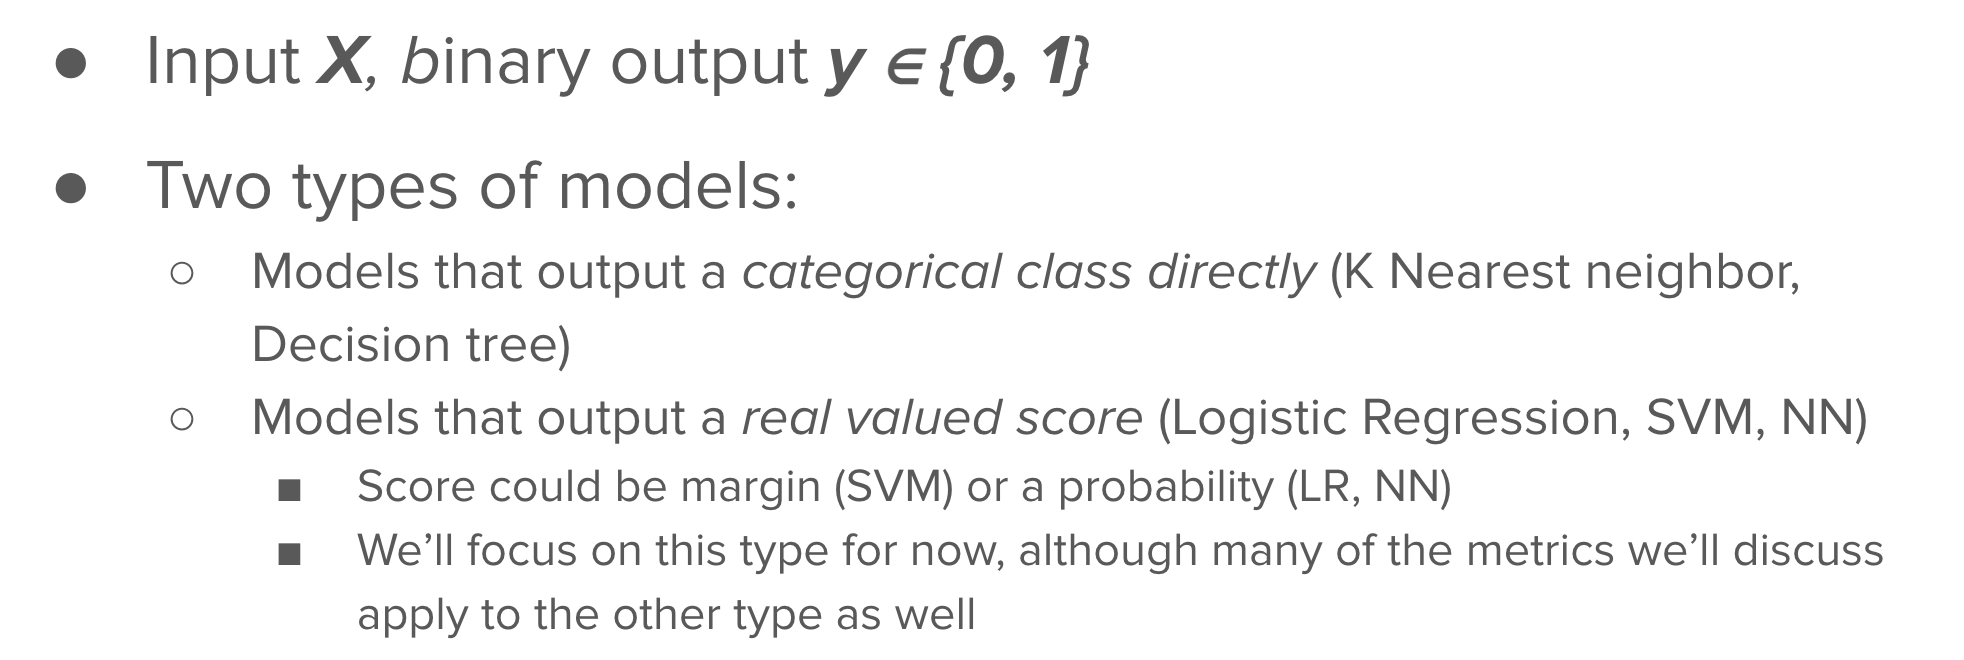 ● Input X, binary output y ∈ {0, 1}
● Two types of models:
○ Models that output a categorical class directly (K Nearest neighbor,
Decision tree)
○ Models that output a real valued score (Logistic Regression, SVM, NN)
■ Score could be margin (SVM) or a probability (LR, NN)
■ We’ll focus on this type for now, although many of the metrics we’ll discuss
apply to the other type as well